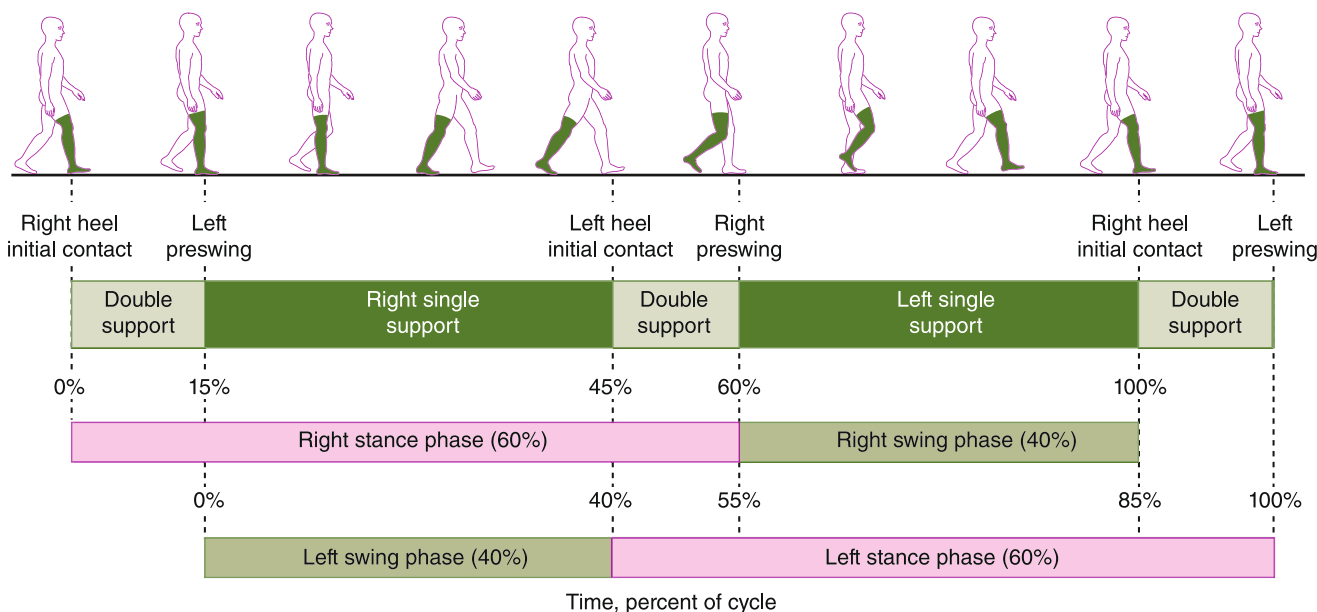 Right heel
initial contact
Left
preswing
Left heel
initial contact
Right
preswing
Right heel
initial contact
Left
preswing
Double
support
Right single
support
Double
support
Left single
support
Double
support
0% 15% 45% 60% 100%
Right stance phase (60%) Right swing phase (40%)
0% 40% 55% 85% 100%
Left swing phase (40%) Left stance phase (60%)
Time, percent of cycle